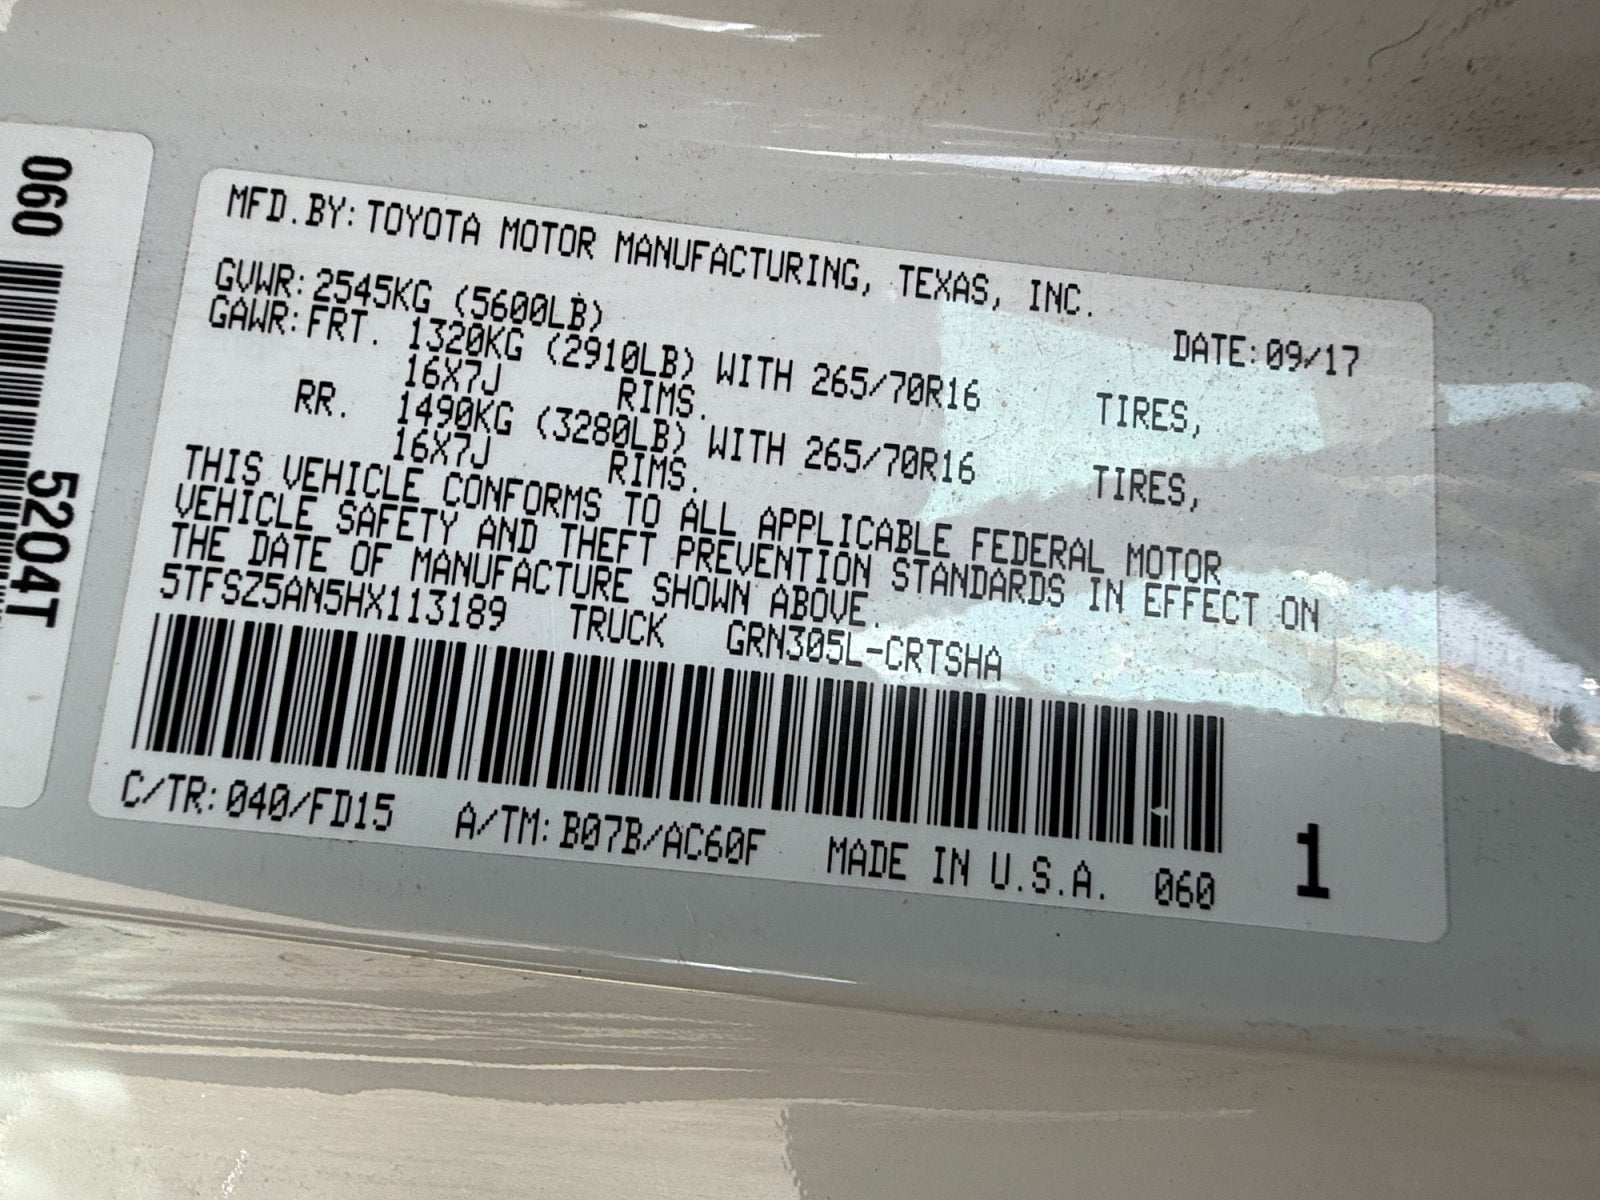 060
5204T
MFD.BY:TOYOTA MOTOR MANUFACTURING, TEXAS, INC.
DATE:09/17
GVWR:2545KG (5600LB)
GAWR:FRT. 1320KG (2910LB) WITH 265/70R16 TIRES,
16X7J RIMS.
RR. 1490KG (3280LB) WITH 265/70R16 TIRES,
16X7J RIMS.
THIS VEHICLE CONFORMS TO ALL APPLICABLE FEDERAL MOTOR
VEHICLE SAFETY AND THEFT PREVENTION STANDARDS IN EFFECT ON
THE DATE OF MANUFACTURE SHOWN ABOVE.
5TFSZ5AN5HX113189 TRUCK GRN305L-CRTSHA
C/TR:040/FD15 A/TM:B07B/AC60F MADE IN U.S.A. 060 1